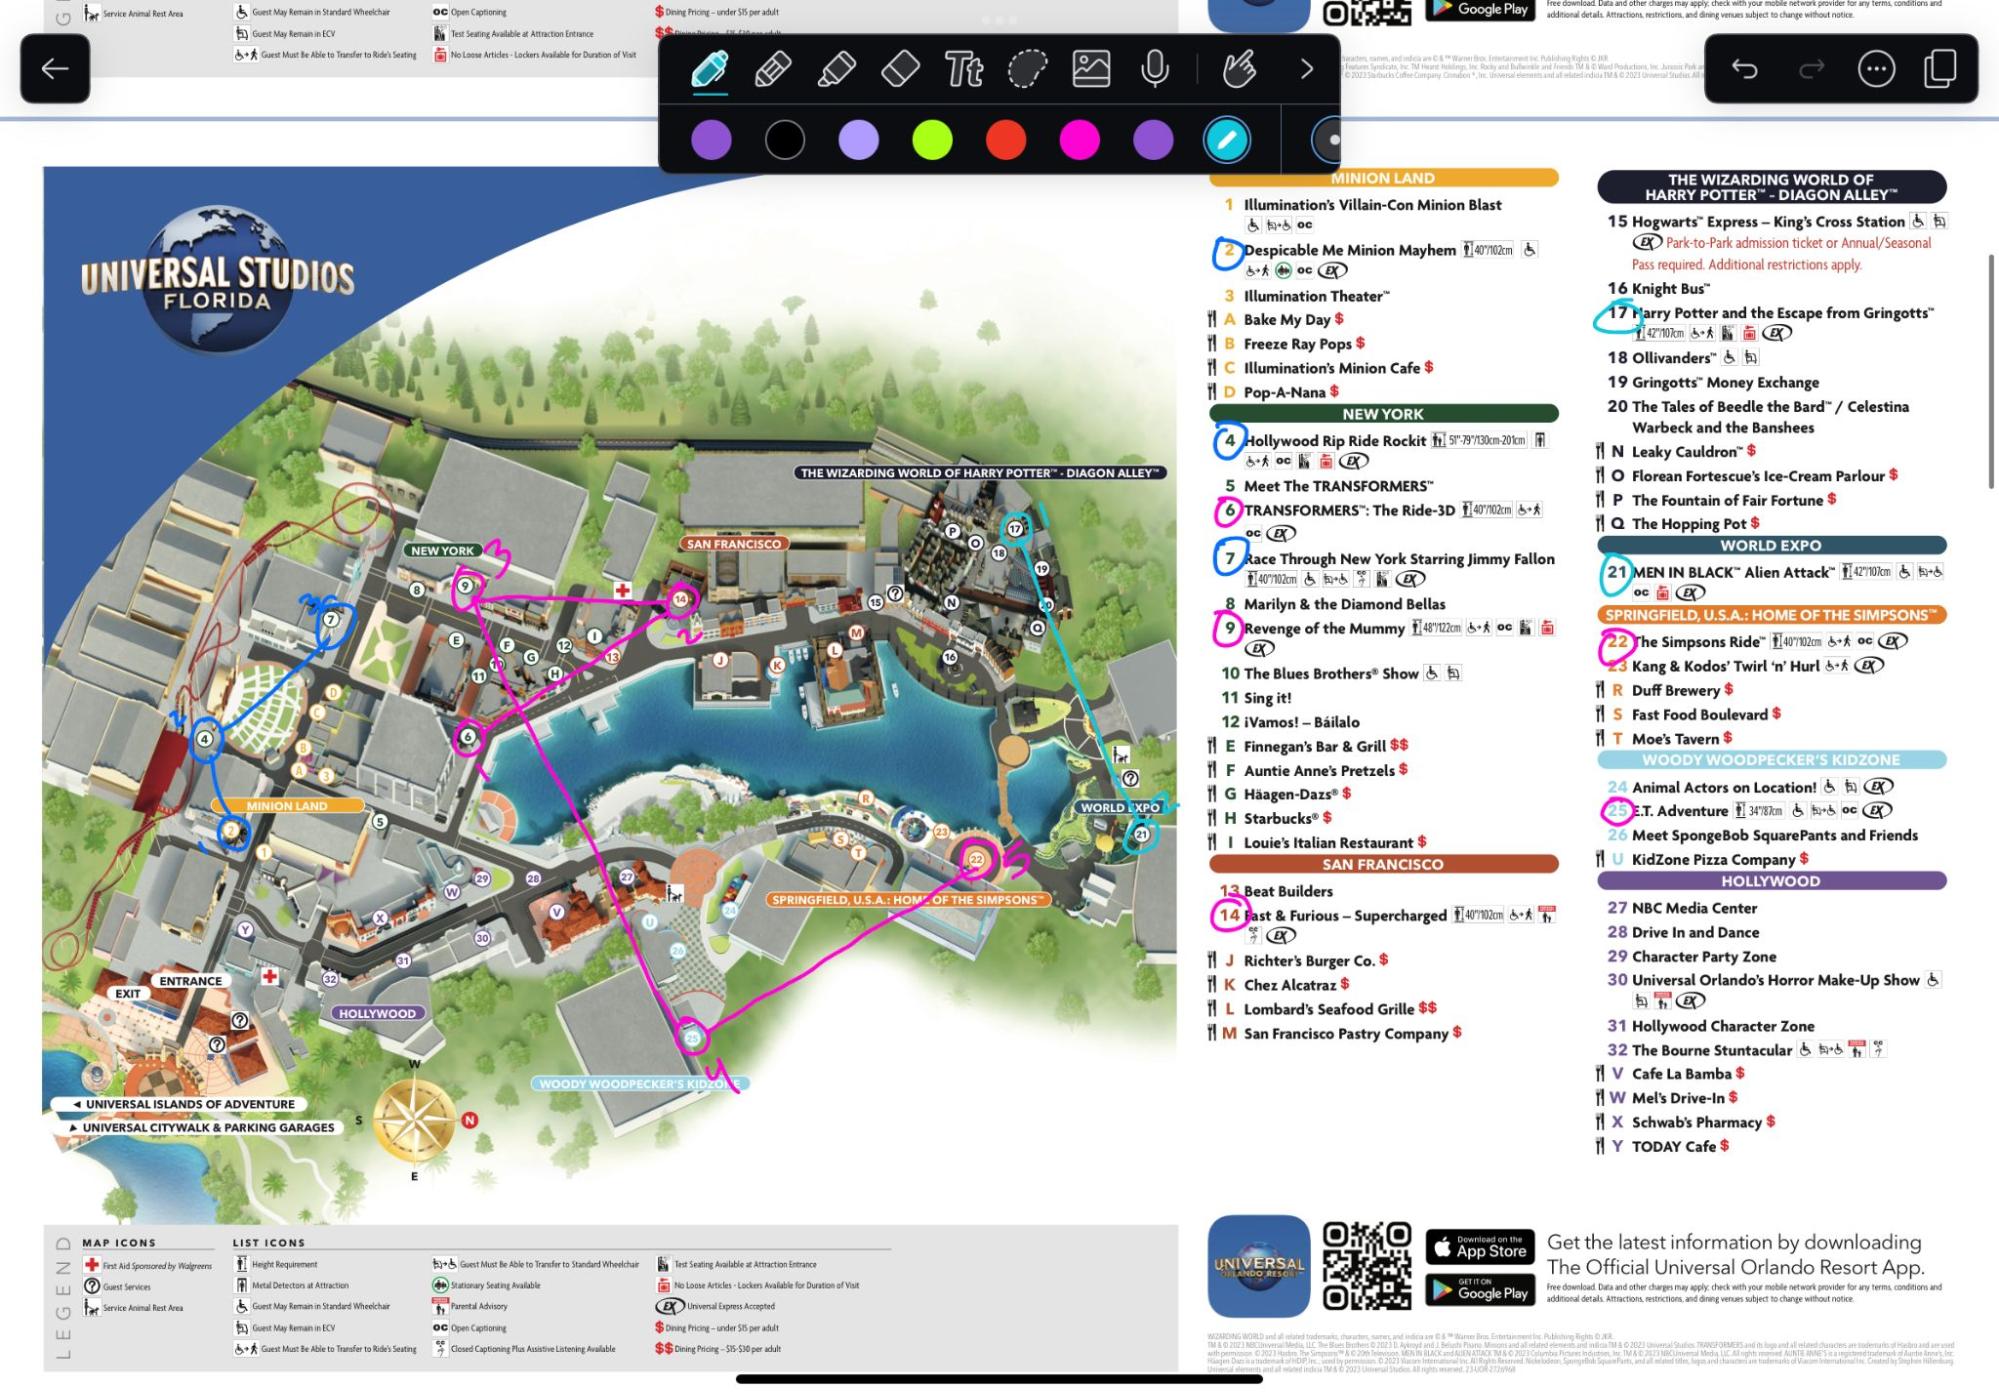 Service Animal Rest Area
Guest May Remain in Standard Wheelchair
Guest May Remain in ECV
Guest Must Be Able to Transfer to Ride's Seating
OC Open Captioning
Test Seating Available at Attraction Entrance
No Loose Articles - Lockers Available for Duration of Visit
$ Dining Pricing – under $15 per adult
Google Play
additional details. Attractions, restrictions, and dining venues subject to change without notice.
Tt
UNIVERSAL STUDIOS
FLORIDA
THE WIZARDING WORLD OF HARRY POTTER™ - DIAGON ALLEY™
NEW YORK
SAN FRANCISCO
MINION LAND
WORLD EXPO
SPRINGFIELD, U.S.A.: HOME OF THE SIMPSONS™
HOLLYWOOD
WOODY WOODPECKER'S KIDZONE
ENTRANCE
EXIT
UNIVERSAL ISLANDS OF ADVENTURE
UNIVERSAL CITYWALK & PARKING GARAGES
W
S
N
E
MINION LAND
1 Illumination's Villain-Con Minion Blast
OC
2 Despicable Me Minion Mayhem 40"/102cm
OC EX
3 Illumination Theater™
A Bake My Day $
B Freeze Ray Pops $
C Illumination's Minion Cafe $
D Pop-A-Nana $
NEW YORK
4 Hollywood Rip Ride Rockit 51"-79"/130cm-201cm
OC EX
5 Meet The TRANSFORMERS™
6 TRANSFORMERS™: The Ride-3D 40"/102cm
OC EX
7 Race Through New York Starring Jimmy Fallon
40"/102cm EX
8 Marilyn & the Diamond Bellas
9 Revenge of the Mummy 48"/122cm OC
EX
10 The Blues Brothers® Show
11 Sing it!
12 ¡Vamos! – Báilalo
E Finnegan's Bar & Grill $$
F Auntie Anne's Pretzels $
G Häagen-Dazs® $
H Starbucks® $
I Louie's Italian Restaurant $
SAN FRANCISCO
13 Beat Builders
14 Fast & Furious – Supercharged 40"/102cm
EX
J Richter's Burger Co. $
K Chez Alcatraz $
L Lombard's Seafood Grille $$
M San Francisco Pastry Company $
THE WIZARDING WORLD OF
HARRY POTTER™ - DIAGON ALLEY™
15 Hogwarts™ Express – King's Cross Station
EX Park-to-Park admission ticket or Annual/Seasonal
Pass required. Additional restrictions apply.
16 Knight Bus™
17 Harry Potter and the Escape from Gringotts™
42"/107cm EX
18 Ollivanders™
19 Gringotts™ Money Exchange
20 The Tales of Beedle the Bard™ / Celestina
Warbeck and the Banshees
N Leaky Cauldron™ $
O Florean Fortescue's Ice-Cream Parlour $
P The Fountain of Fair Fortune $
Q The Hopping Pot $
WORLD EXPO
21 MEN IN BLACK™ Alien Attack™ 42"/107cm
OC EX
SPRINGFIELD, U.S.A.: HOME OF THE SIMPSONS™
22 The Simpsons Ride™ 40"/102cm OC EX
23 Kang & Kodos' Twirl 'n' Hurl EX
R Duff Brewery $
S Fast Food Boulevard $
T Moe's Tavern $
WOODY WOODPECKER'S KIDZONE
24 Animal Actors on Location! EX
25 E.T. Adventure 34"/87cm OC EX
26 Meet SpongeBob SquarePants and Friends
U KidZone Pizza Company $
HOLLYWOOD
27 NBC Media Center
28 Drive In and Dance
29 Character Party Zone
30 Universal Orlando's Horror Make-Up Show
EX
31 Hollywood Character Zone
32 The Bourne Stuntacular
V Cafe La Bamba $
W Mel's Drive-In $
X Schwab's Pharmacy $
Y TODAY Cafe $
LEGEND
MAP ICONS
First Aid Sponsored by Walgreens
Guest Services
Service Animal Rest Area
LIST ICONS
Height Requirement
Metal Detectors at Attraction
Guest May Remain in Standard Wheelchair
Guest May Remain in ECV
Guest Must Be Able to Transfer to Ride's Seating
Guest Must Be Able to Transfer to Standard Wheelchair
Stationary Seating Available
Parental Advisory
OC Open Captioning
CC Closed Captioning Plus Assistive Listening Available
Test Seating Available at Attraction Entrance
No Loose Articles - Lockers Available for Duration of Visit
EX Universal Express Accepted
$ Dining Pricing – under $15 per adult
$$ Dining Pricing – $15-$30 per adult
UNIVERSAL
ORLANDO RESORT
Download on the
App Store
GET IT ON
Google Play
Get the latest information by downloading
The Official Universal Orlando Resort App.
Free download. Data and other charges may apply; check with your mobile network provider for any terms, conditions and
additional details. Attractions, restrictions, and dining venues subject to change without notice.